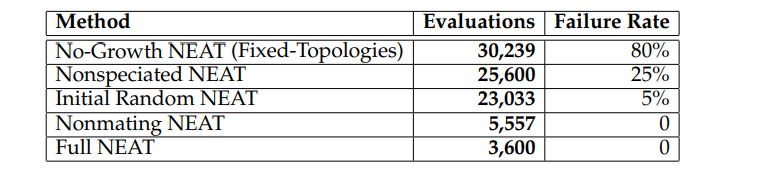 Method Evaluations Failure Rate
No-Growth NEAT (Fixed-Topologies) 30,239 80%
Nonspeciated NEAT 25,600 25%
Initial Random NEAT 23,033 5%
Nonmating NEAT 5,557 0
Full NEAT 3,600 0